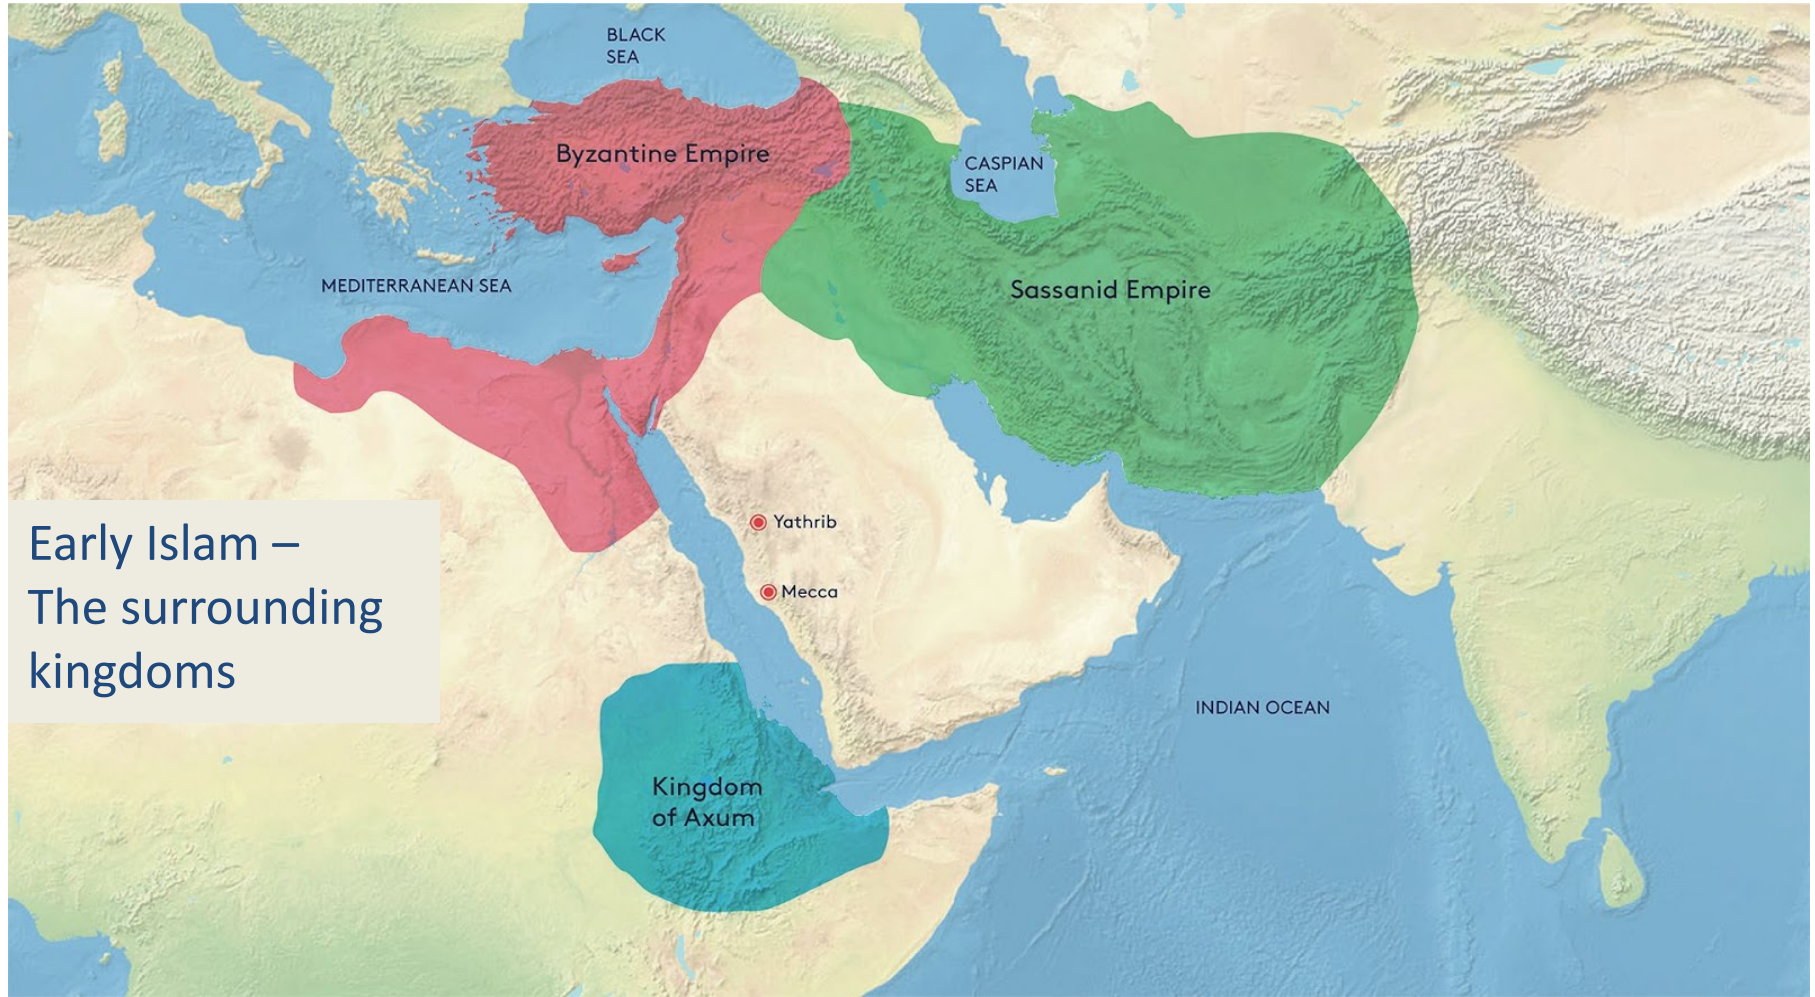 BLACK
SEA
Byzantine Empire
CASPIAN
SEA
MEDITERRANEAN SEA
Sassanid Empire
Yathrib
Mecca
Early Islam –
The surrounding
kingdoms
INDIAN OCEAN
Kingdom
of Axum